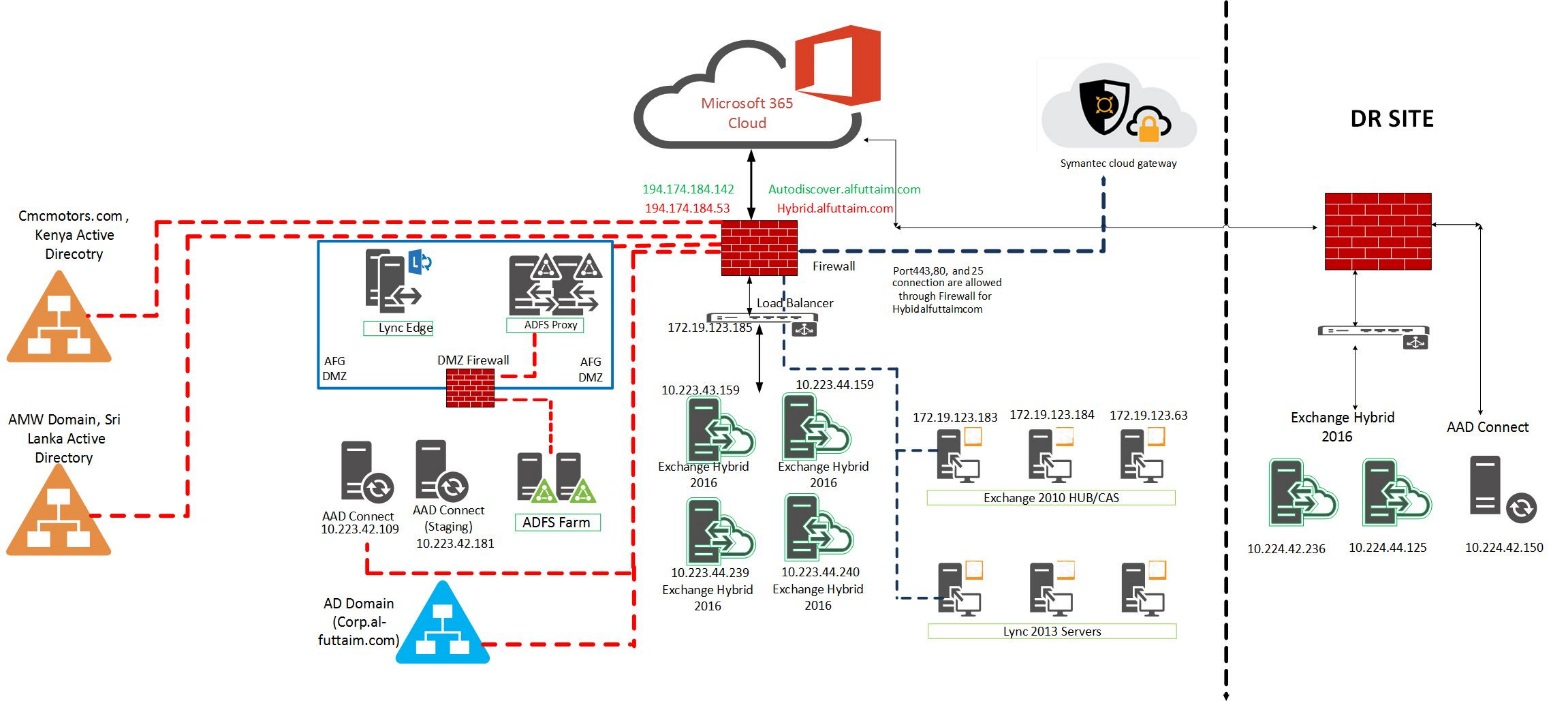 Microsoft 365
Cloud
DR SITE
Symantec cloud gateway
194.174.184.142
Autodiscover.alfuttaim.com
194.174.184.53
Hybrid.alfuttaim.com
Cmcmotors.com ,
Kenya Active
Direcotry
Firewall
Port443,80, and 25
connection are allowed
through Firewall for
Hybidalfuttaimcom
Load Balancer
172.19.123.185
L
Lync Edge
ADFS Proxy
AFG
DMZ
DMZ Firewall
AFG
DMZ
AMW Domain, Sri
Lanka Active
Directory
AAD Connect
10.223.42.109
AAD Connect
(Staging)
10.223.42.181
ADFS Farm
AD Domain
(Corp.al-
futtaim.com)
10.223.43.159
10.223.44.159
Exchange Hybrid
2016
Exchange Hybrid
2016
10.223.44.239
Exchange Hybrid
2016
10.223.44.240
Exchange Hybrid
2016
172.19.123.183
172.19.123.184
172.19.123.63
Exchange 2010 HUB/CAS
Lync 2013 Servers
Exchange Hybrid
2016
AAD Connect
10.224.42.236
10.224.44.125
10.224.42.150